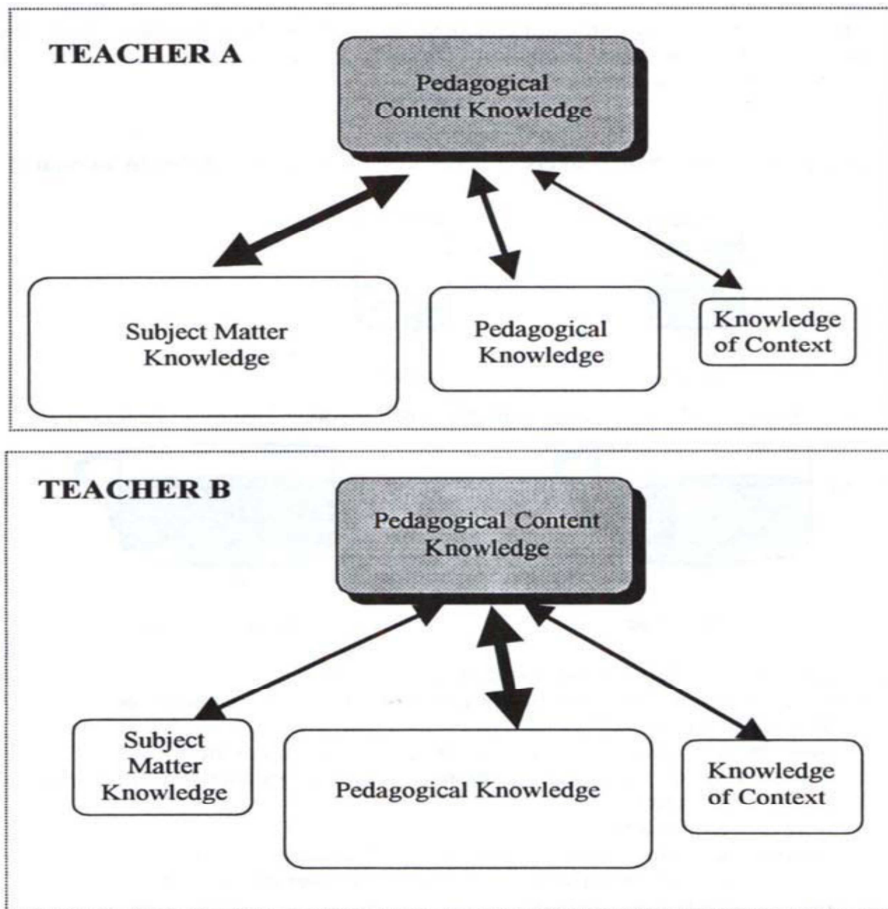 TEACHER A
Pedagogical
Content Knowledge
Subject Matter
Knowledge
Pedagogical
Knowledge
Knowledge
of Context
TEACHER B
Pedagogical Content
Knowledge
Subject
Matter
Knowledge
Pedagogical Knowledge
Knowledge
of Context